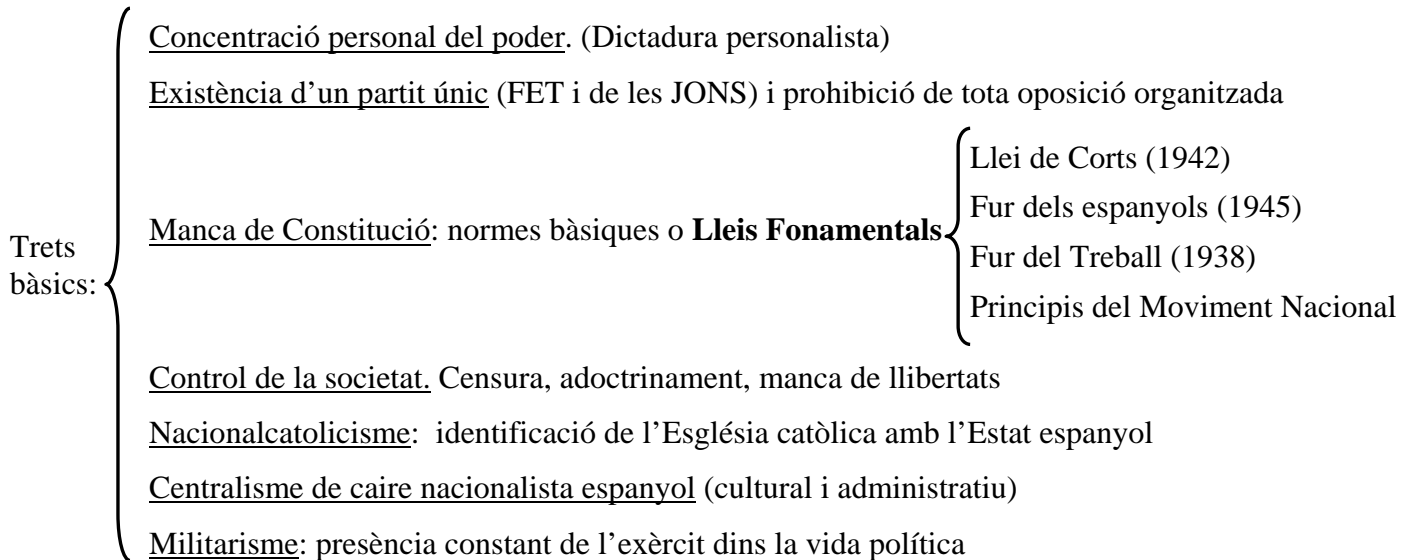 Trets
bàsics:
Concentració personal del poder. (Dictadura personalista)
Existència d’un partit únic (FET i de les JONS) i prohibició de tota oposició organitzada
Manca de Constitució: normes bàsiques o Lleis Fonamentals
Llei de Corts (1942)
Fur dels espanyols (1945)
Fur del Treball (1938)
Principis del Moviment Nacional
Control de la societat. Censura, adoctrinament, manca de llibertats
Nacionalcatolicisme: identificació de l’Església catòlica amb l’Estat espanyol
Centralisme de caire nacionalista espanyol (cultural i administratiu)
Militarisme: presència constant de l’exèrcit dins la vida política